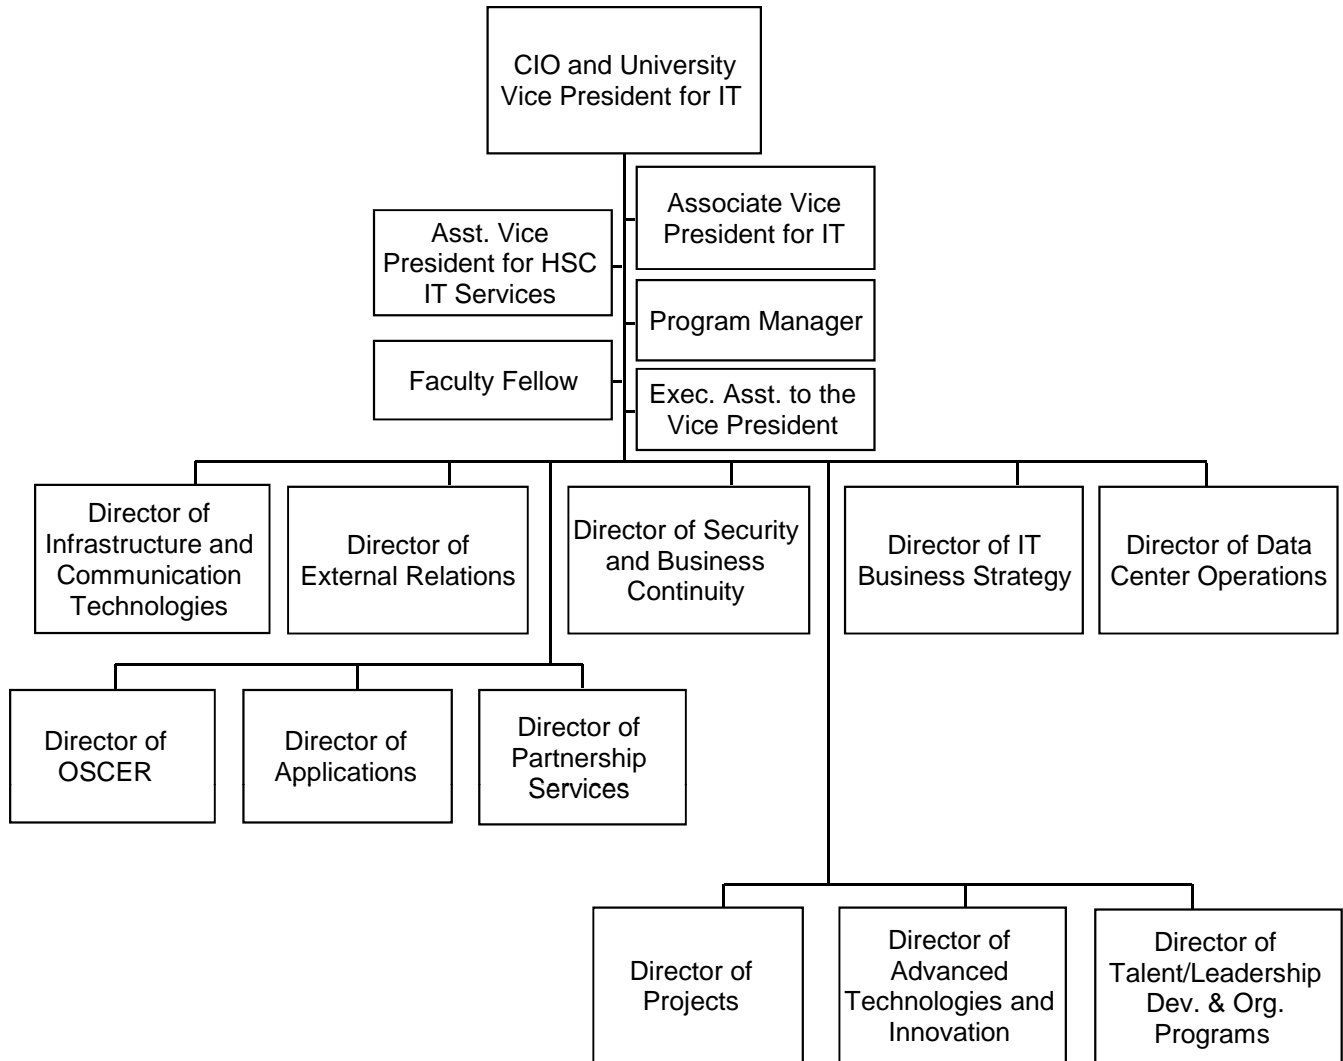 CIO and University
Vice President for IT
Associate Vice
President for IT
Asst. Vice
President for HSC
IT Services
Program Manager
Faculty Fellow
Exec. Asst. to the
Vice President
Director of
Infrastructure and
Communication
Technologies
Director of
External Relations
Director of Security
and Business
Continuity
Director of IT
Business Strategy
Director of Data
Center Operations
Director of
OSCER
Director of
Applications
Director of
Partnership
Services
Director of
Projects
Director of
Advanced
Technologies and
Innovation
Director of
Talent/Leadership
Dev. & Org.
Programs